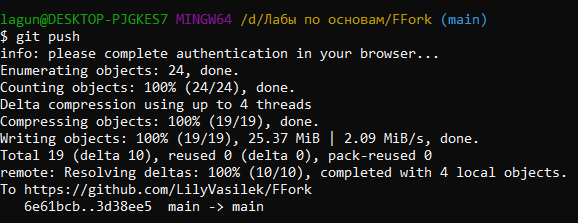 lagun@DESKTOP-PJGKES7 MINGW64 /d/Лабы по основам/FFork (main)
$ git push
info: please complete authentication in your browser...
Enumerating objects: 24, done.
Counting objects: 100% (24/24), done.
Delta compression using up to 4 threads
Compressing objects: 100% (19/19), done.
Writing objects: 100% (19/19), 25.37 MiB | 2.09 MiB/s, done.
Total 19 (delta 10), reused 0 (delta 0), pack-reused 0
remote: Resolving deltas: 100% (10/10), completed with 4 local objects.
To https://github.com/LilyVasilek/FFork
   6e61bcb..3d38ee5  main -> main